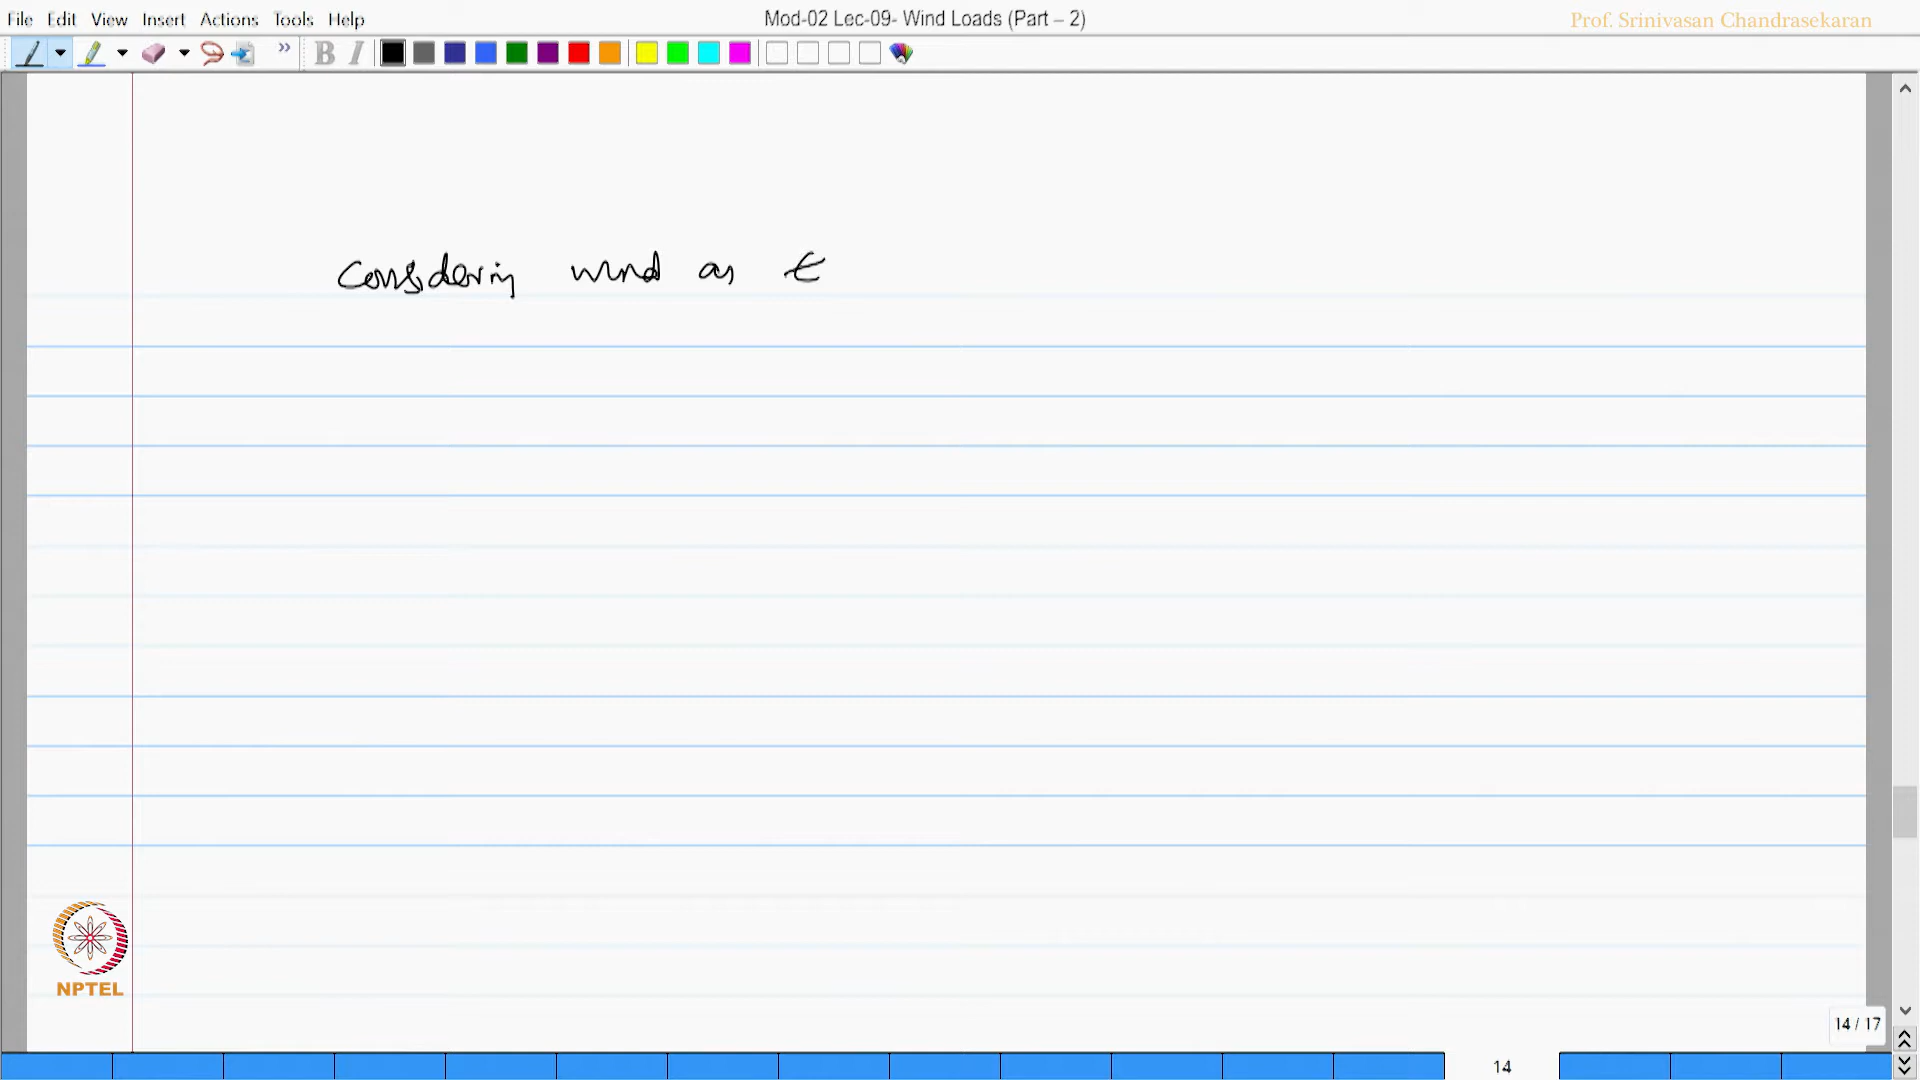 File Edit View Insert Actions Tools Help
Mod-02 Lec-09- Wind Loads (Part – 2)
Prof. Srinivasan Chandrasekaran
B I
Considering wind as
NPTEL
14 / 17
14